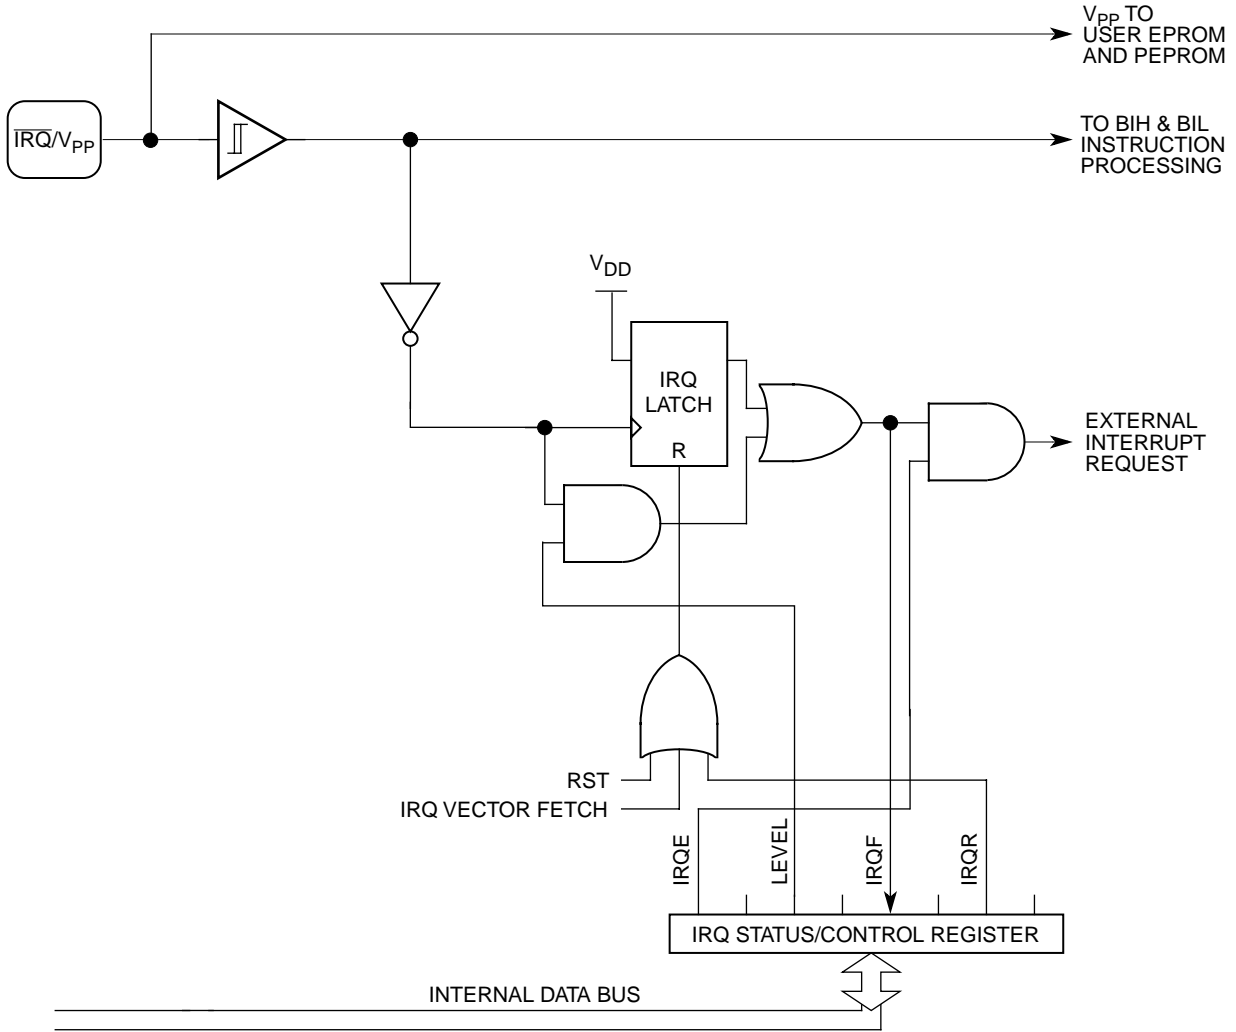 VPP TO
USER EPROM
AND PEPROM
IRQ/VPP
TO BIH & BIL
INSTRUCTION
PROCESSING
VDD
IRQ
LATCH
R
EXTERNAL
INTERRUPT
REQUEST
RST
IRQ VECTOR FETCH
IRQE
LEVEL
IRQF
IRQR
IRQ STATUS/CONTROL REGISTER
INTERNAL DATA BUS